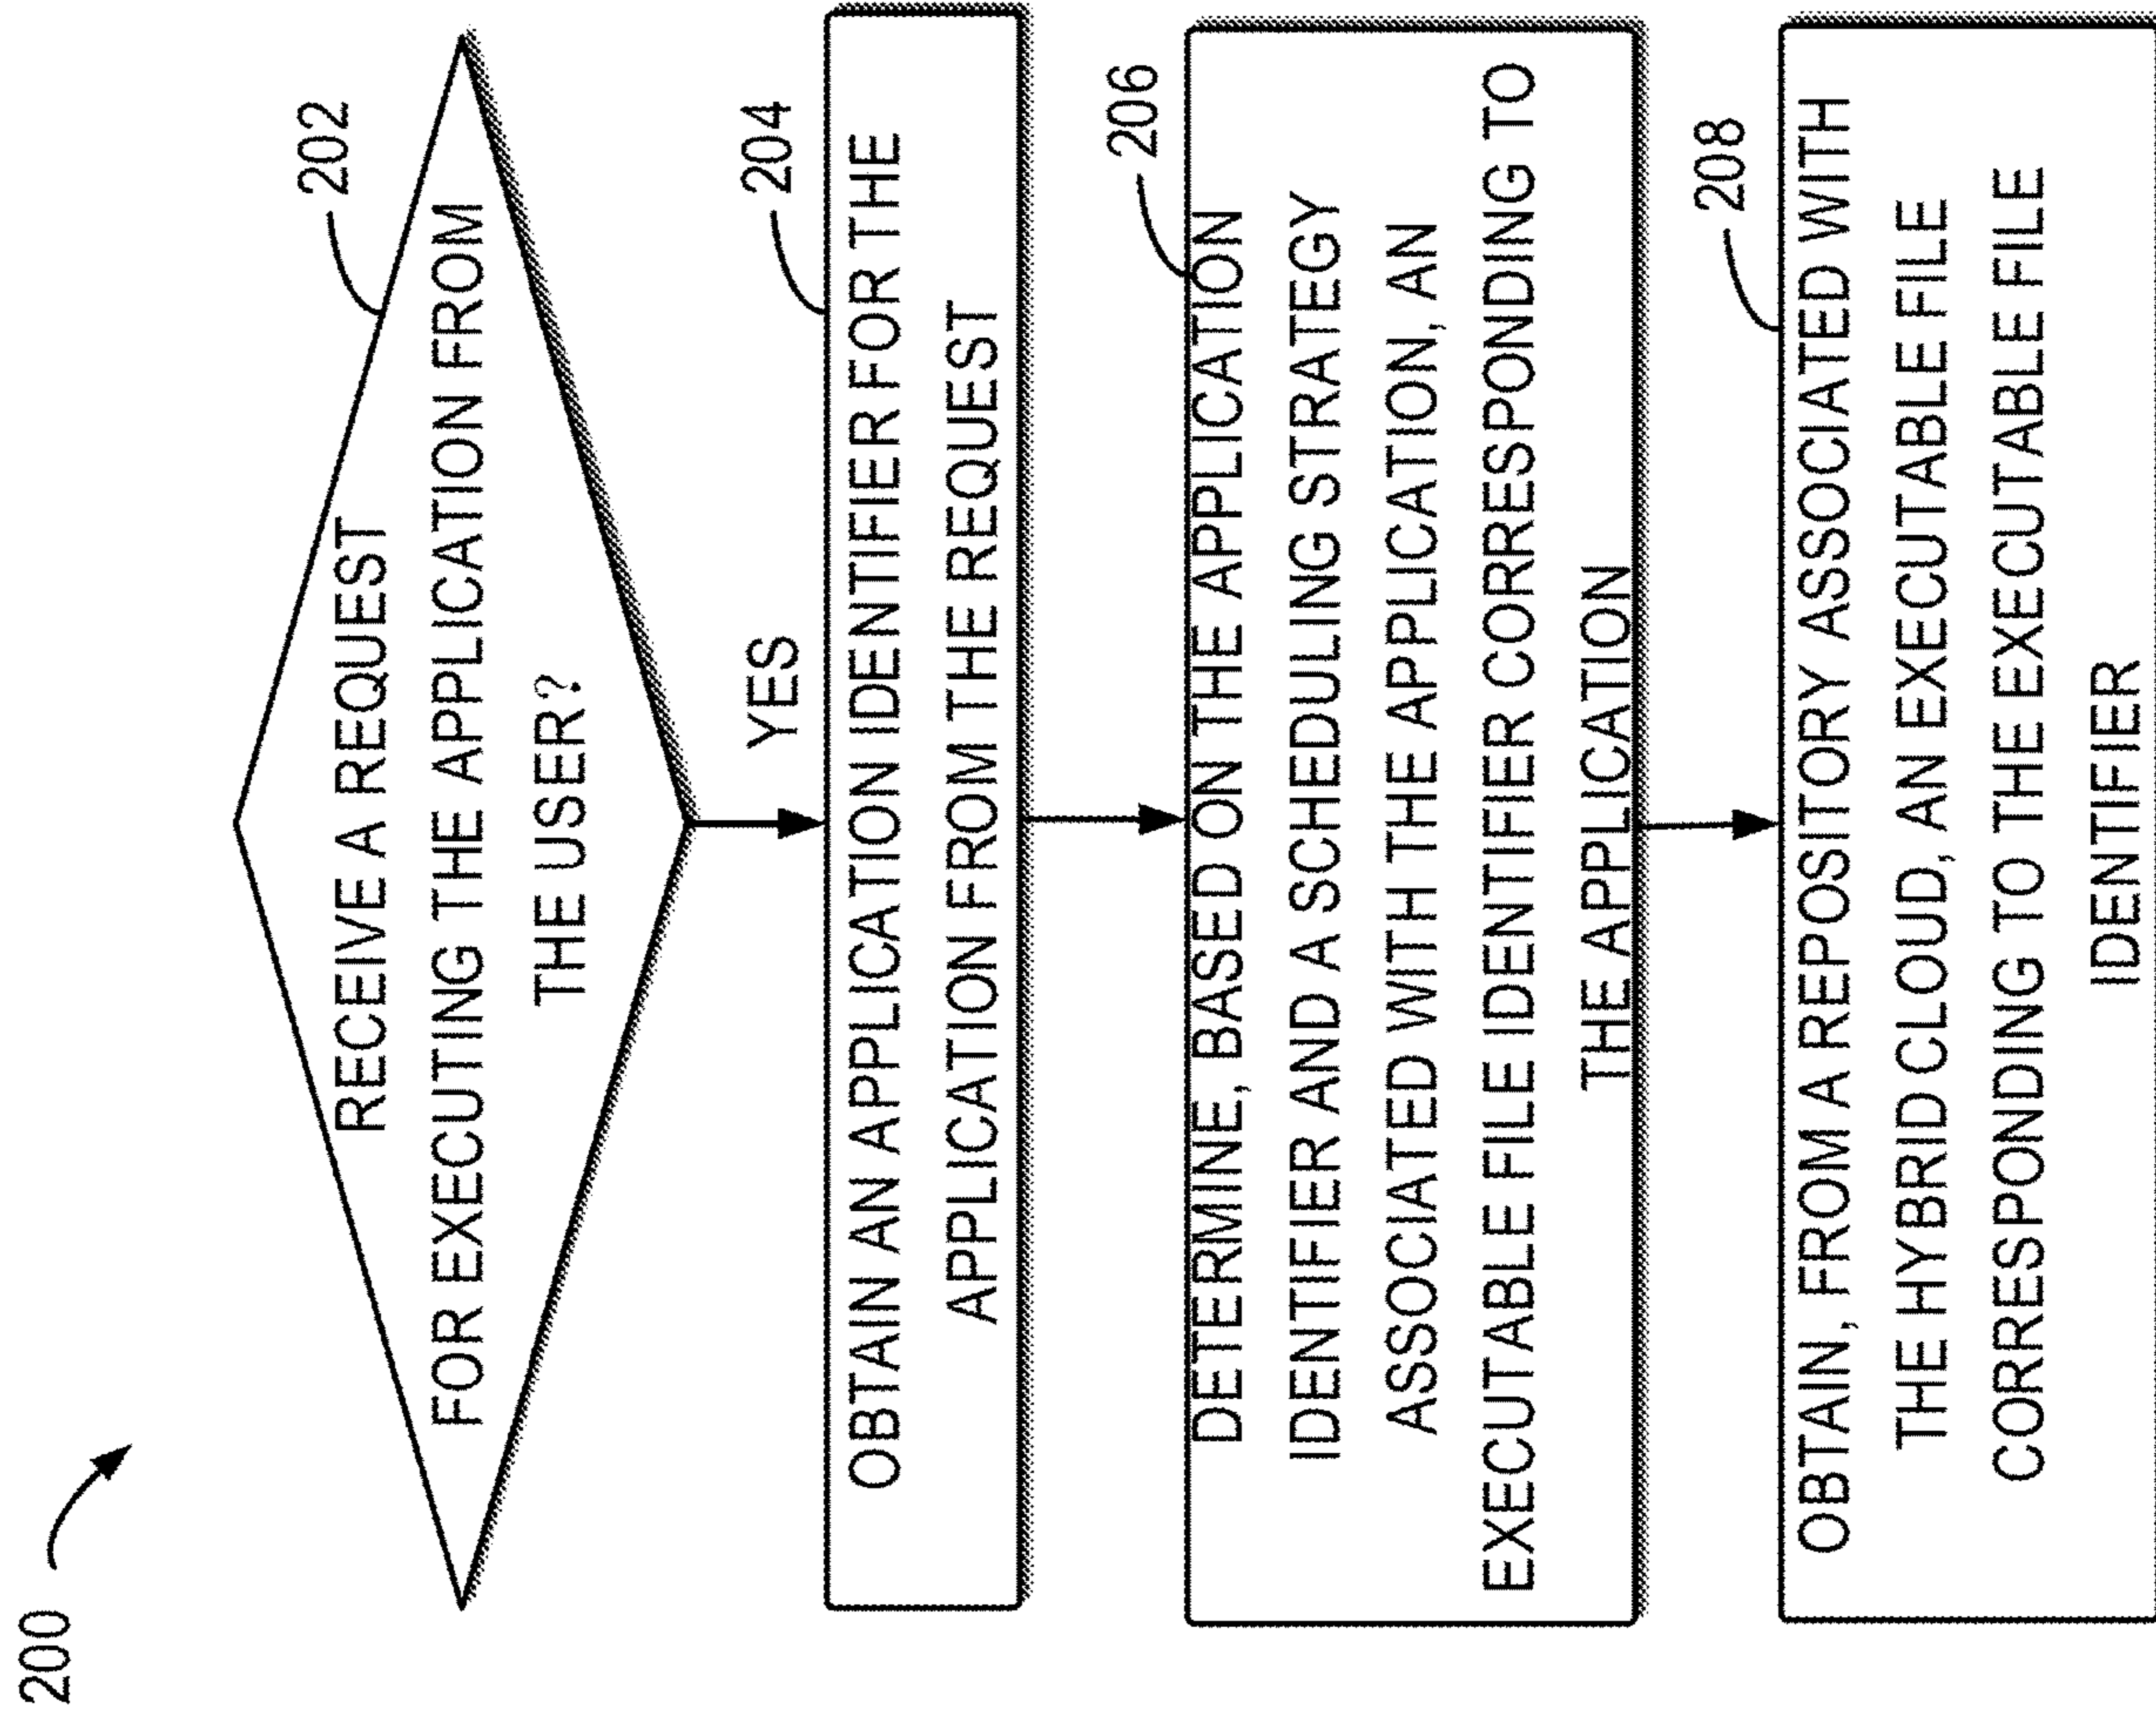 200
202
RECEIVE A REQUEST
FOR EXECUTING THE APPLICATION FROM
THE USER?
YES
204
OBTAIN AN APPLICATION IDENTIFIER FOR THE
APPLICATION FROM THE REQUEST
206
DETERMINE, BASED ON THE APPLICATION
IDENTIFIER AND A SCHEDULING STRATEGY
ASSOCIATED WITH THE APPLICATION, AN
EXECUTABLE FILE IDENTIFIER CORRESPONDING TO
THE APPLICATION
208
OBTAIN, FROM A REPOSITORY ASSOCIATED WITH
THE HYBRID CLOUD, AN EXECUTABLE FILE
CORRESPONDING TO THE EXECUTABLE FILE
IDENTIFIER